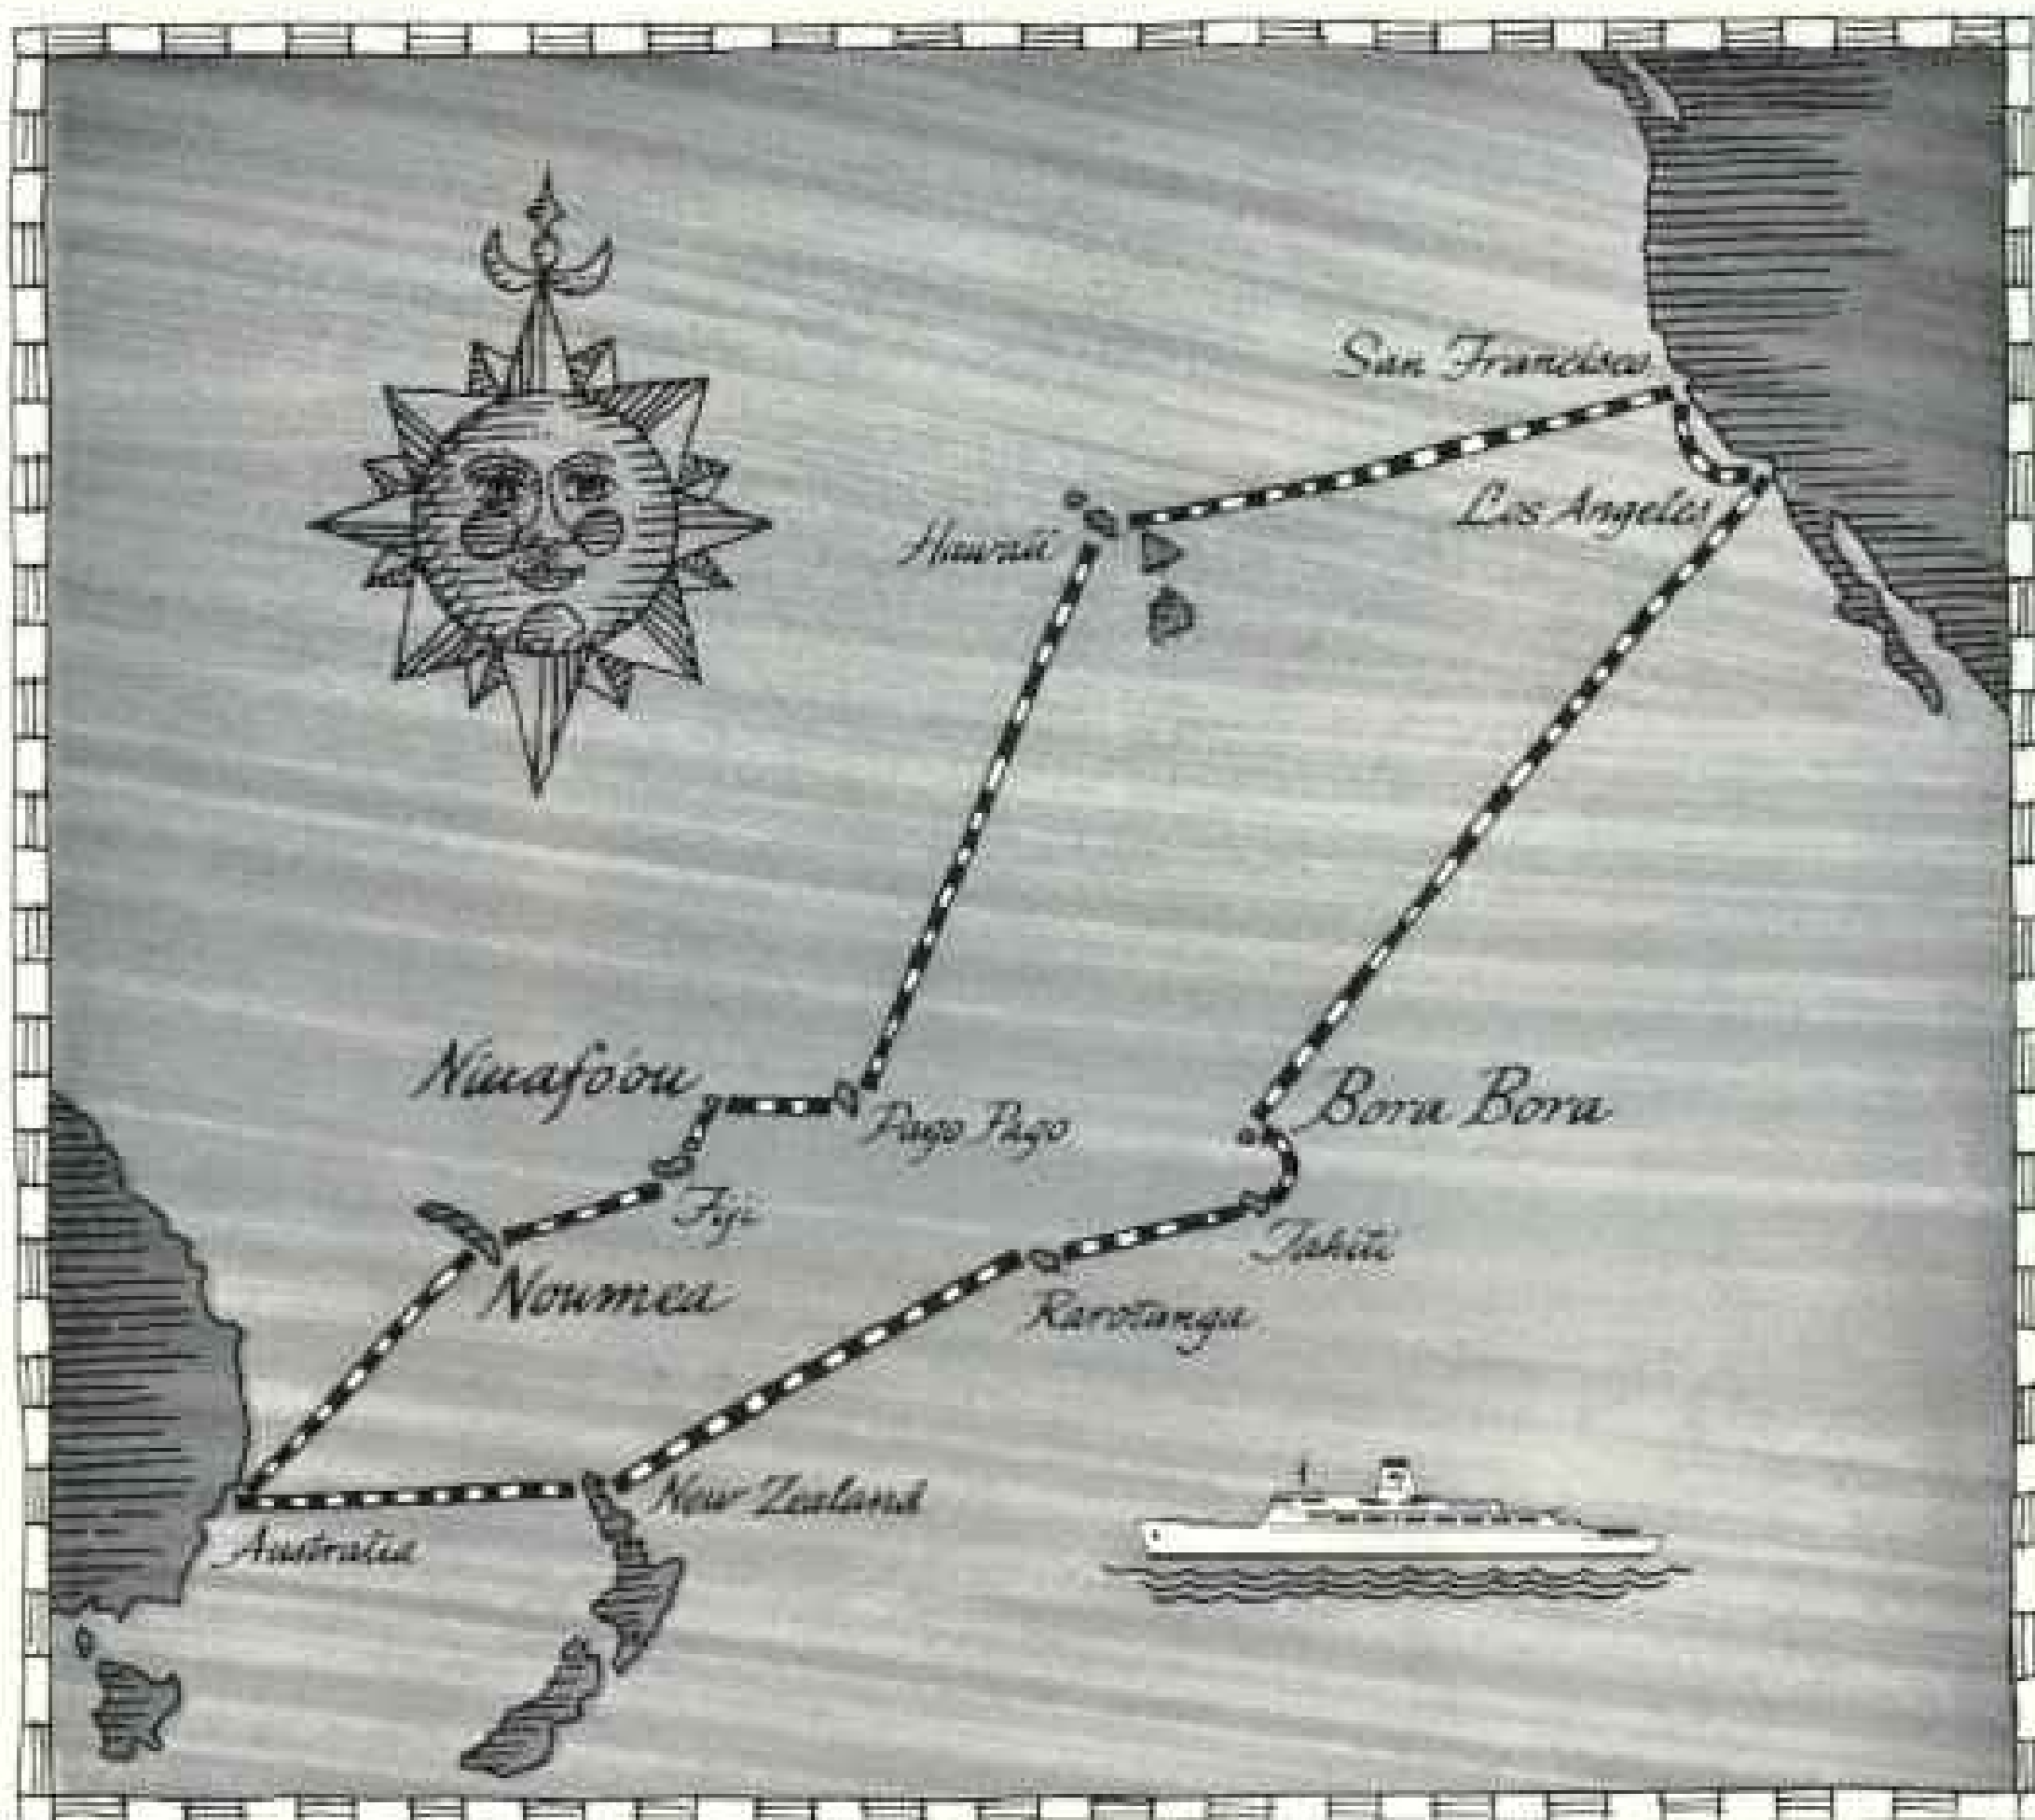 San Francisco
Los Angeles
Hawaii
Niuafo'ou
Pago Pago
Bora Bora
Fiji
Tahiti
Noumea
Rarotonga
New Zealand
Australia